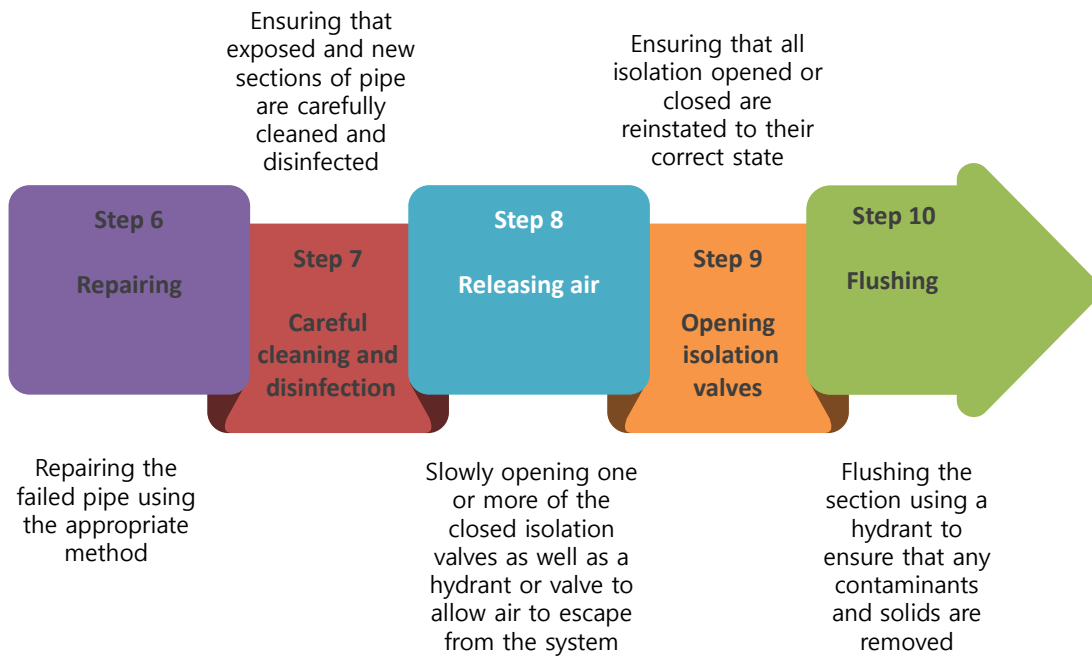 Ensuring that
exposed and new
sections of pipe
are carefully
cleaned and
disinfected
Ensuring that all
isolation opened or
closed are
reinstated to their
correct state
Step 6
Repairing
Step 7
Careful
cleaning and
disinfection
Step 8
Releasing air
Step 9
Opening
isolation
valves
Step 10
Flushing
Repairing the
failed pipe using
the appropriate
method
Slowly opening one
or more of the
closed isolation
valves as well as a
hydrant or valve to
allow air to escape
from the system
Flushing the
section using a
hydrant to
ensure that any
contaminants
and solids are
removed